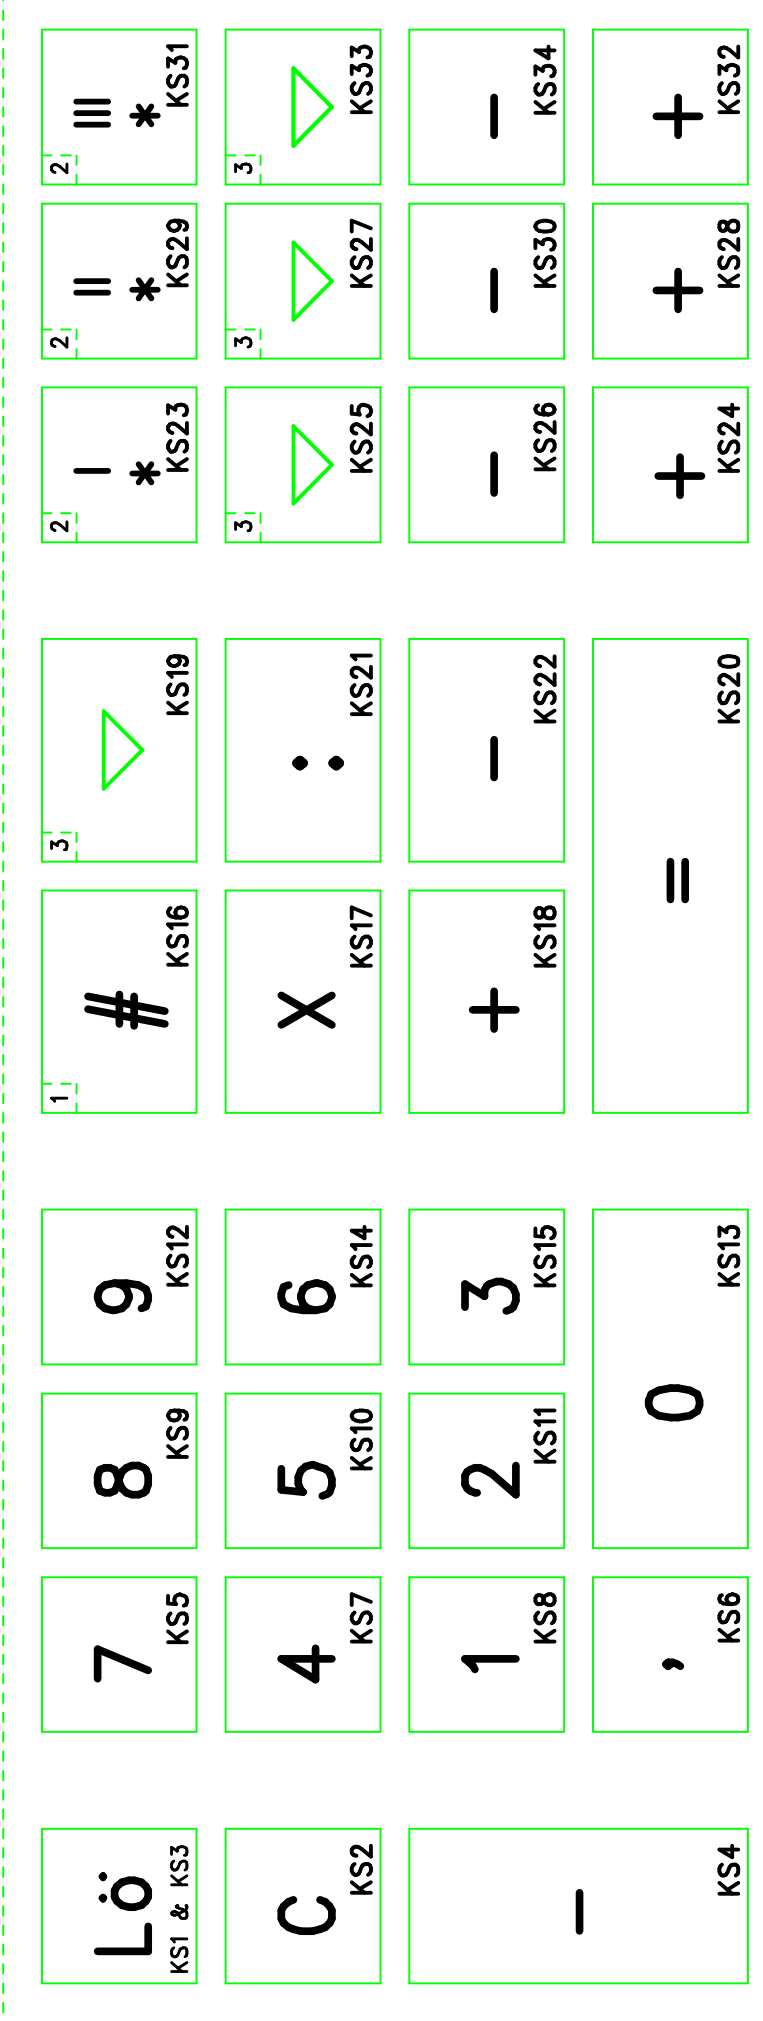 Lö
KS1 & KS3
7
KS5
8
KS9
9
KS12
1
#
KS16
3
KS19
2
I
*
KS23
2
II
*
KS29
2
III
*
KS31
C
KS2
4
KS7
5
KS10
6
KS14
X
KS17
:
KS21
3
KS25
3
KS27
3
KS33
−
KS4
1
KS8
2
KS11
3
KS15
+
KS18
−
KS22
−
KS26
−
KS30
−
KS34
,
KS6
0
KS13
=
KS20
+
KS24
+
KS28
+
KS32